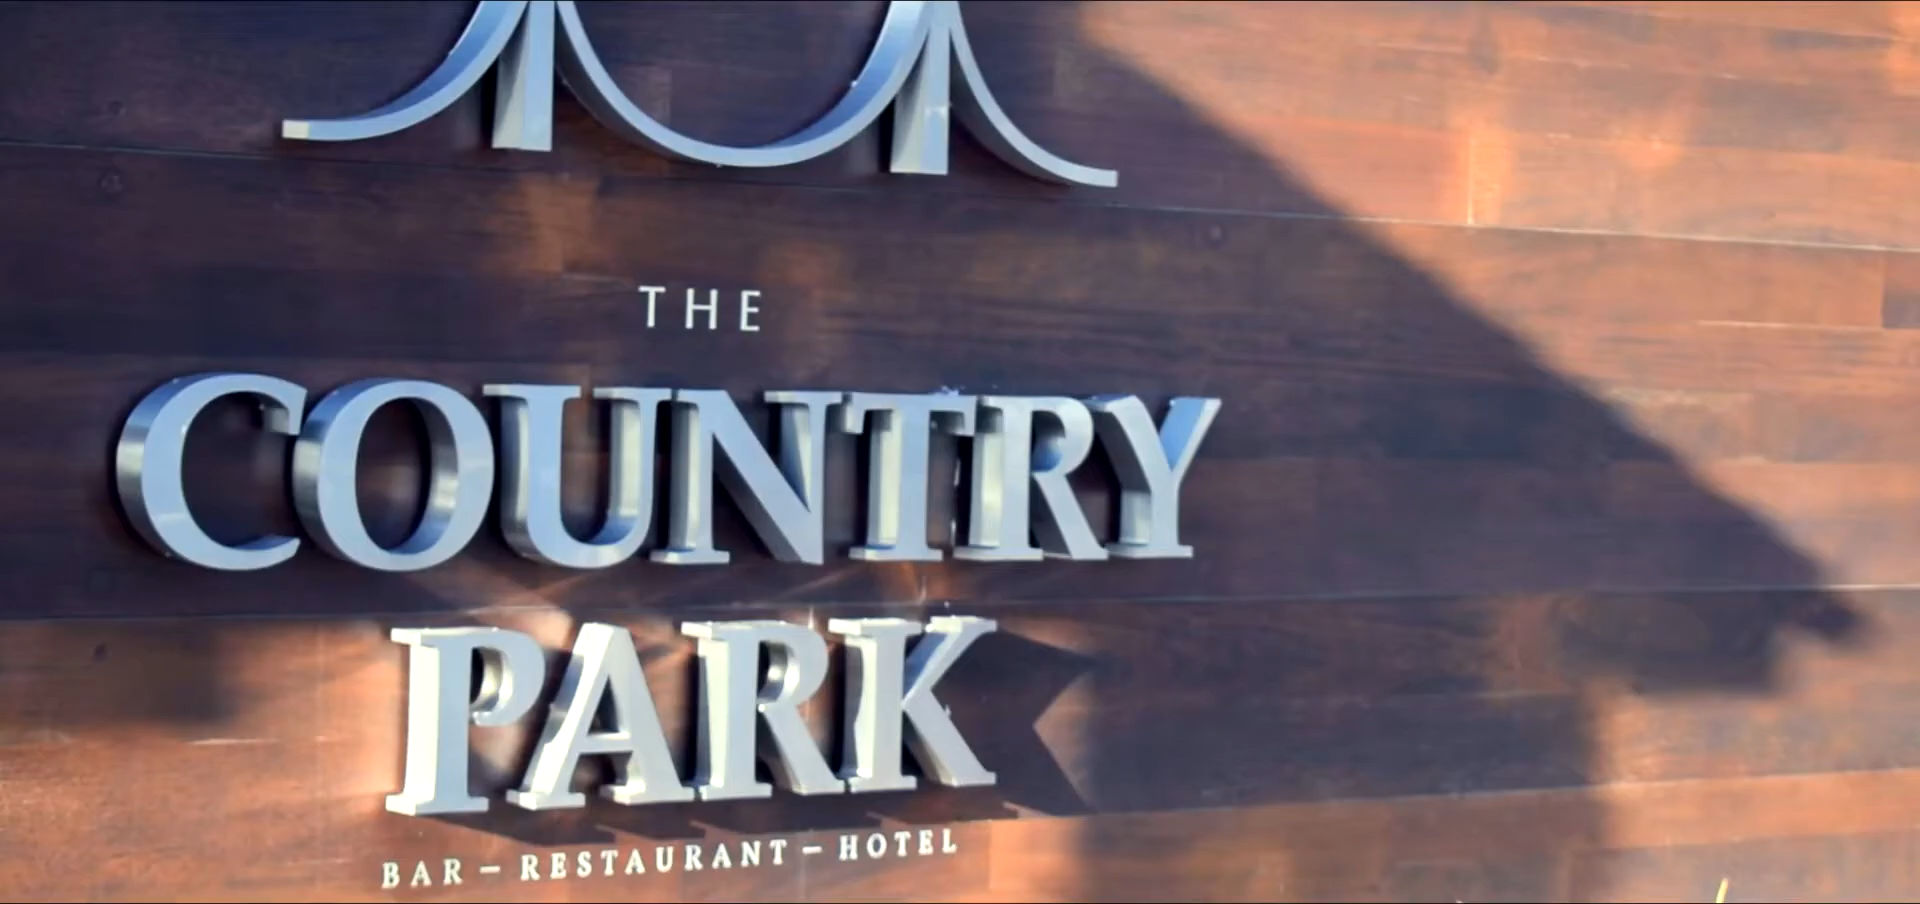 THE
COUNTRY
PARK
BAR – RESTAURANT – HOTEL